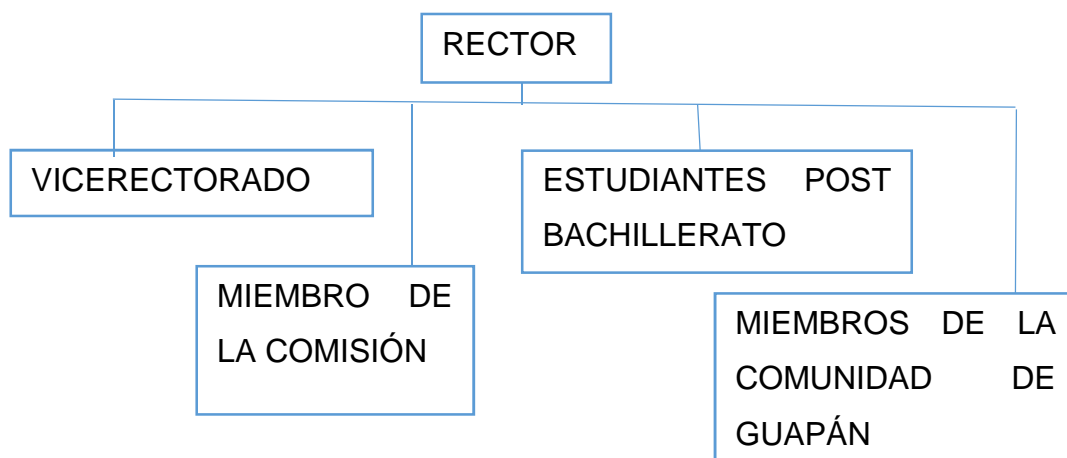 RECTOR
VICERECTORADO
ESTUDIANTES POST
BACHILLERATO
MIEMBRO DE
LA COMISIÓN
MIEMBROS DE LA
COMUNIDAD DE
GUAPÁN